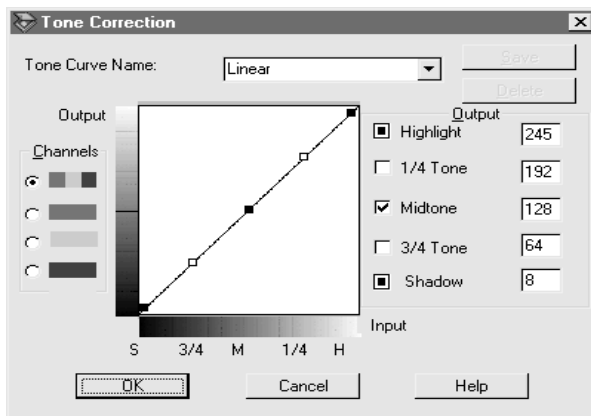 Tone Correction
Tone Curve Name:
Linear
Save
Delete
Output
Output
Channels
Highlight 245
1/4 Tone 192
Midtone 128
3/4 Tone 64
Shadow 8
Input
S 3/4 M 1/4 H
OK Cancel Help